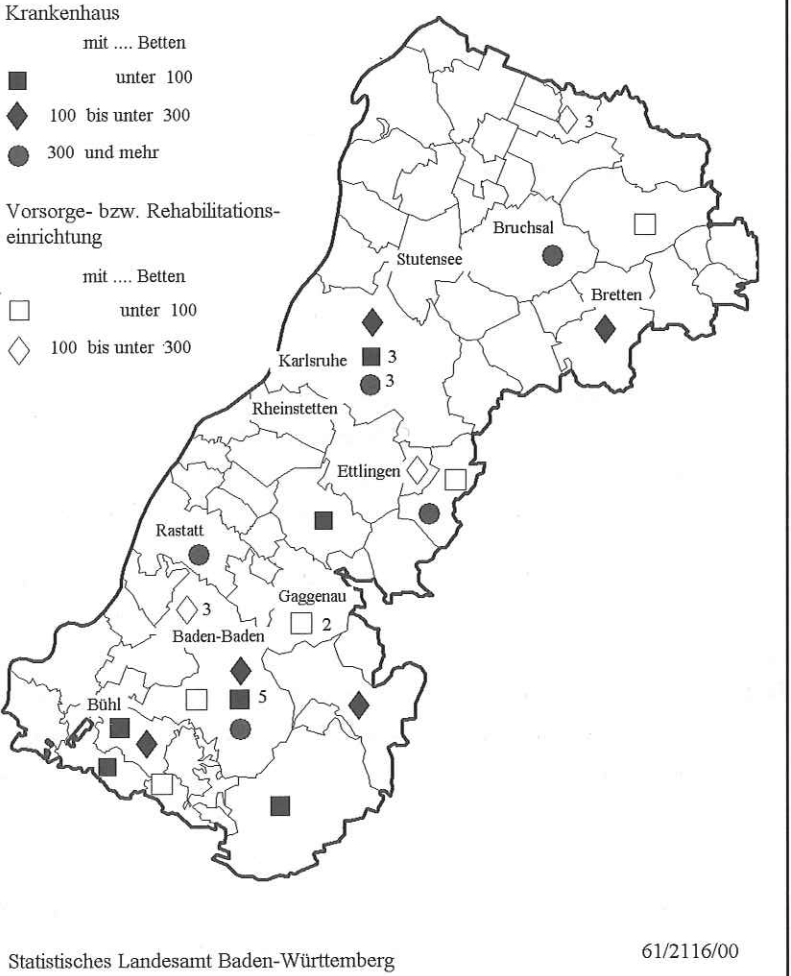 Krankenhaus
mit .... Betten
unter 100
100 bis unter 300
300 und mehr
Vorsorge- bzw. Rehabilitations-
einrichtung
mit .... Betten
unter 100
100 bis unter 300
3
Bruchsal
Stutensee
Bretten
Karlsruhe
3
3
Rheinstetten
Ettlingen
Rastatt
Gaggenau
3
2
Baden-Baden
5
Bühl
Statistisches Landesamt Baden-Württemberg
61/2116/00